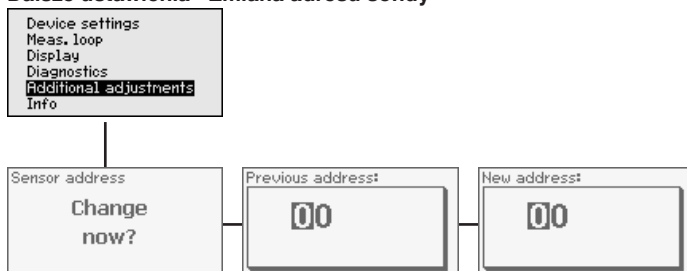 Dalsze ustawienia - Zmiana adresu sondy
Device settings
Meas. loop
Display
Diagnostics
Additional adjustments
Info
Sensor address
Change
now?
Previous address:
00
New address:
00